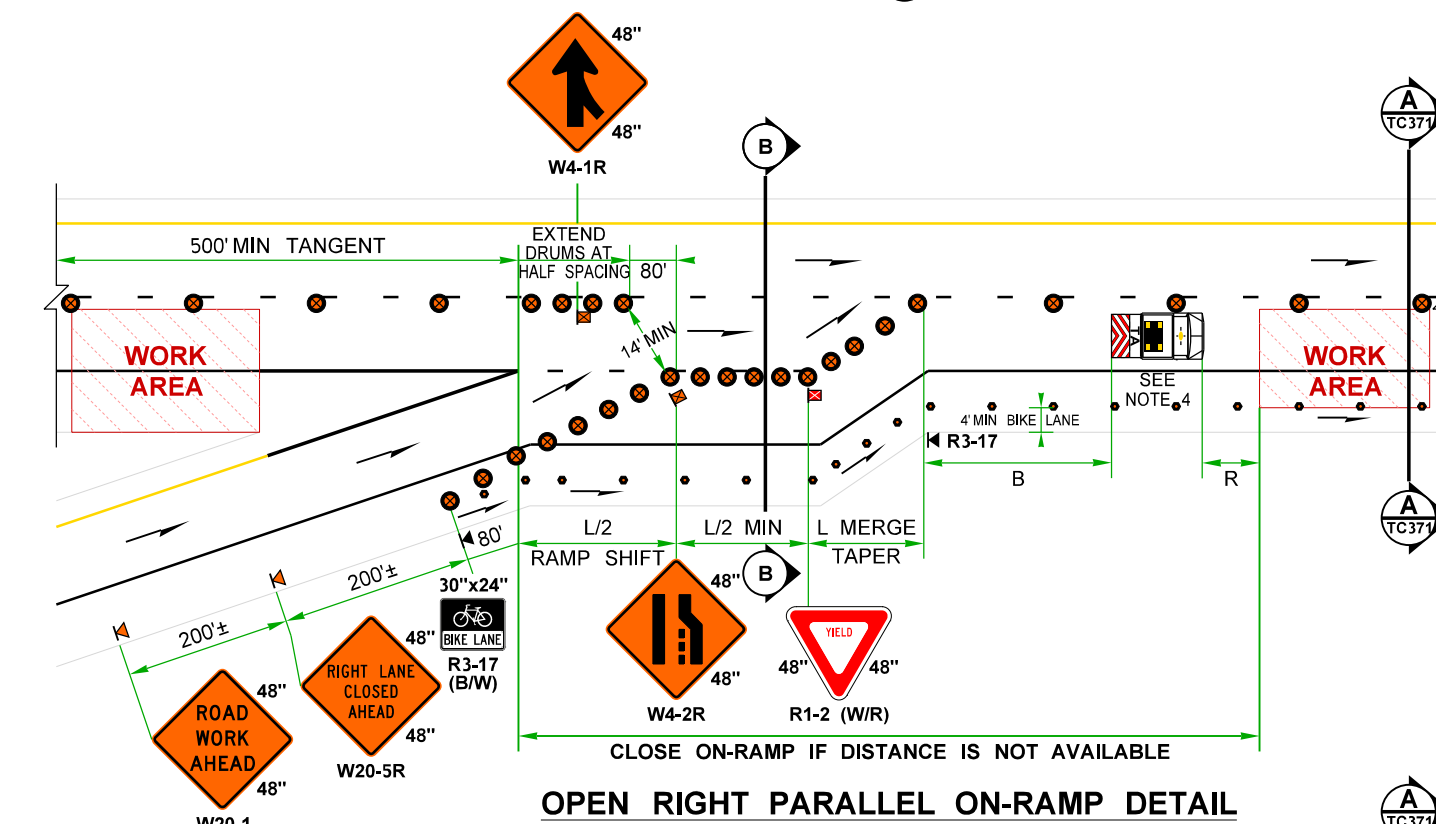 48"
48"
W4-1R
A
TC371
B
500' MIN TANGENT
EXTEND
DRUMS AT
HALF SPACING
80'
14' MIN
WORK
AREA
WORK
AREA
SEE
NOTE 4
4' MIN BIKE LANE
R3-17
B
R
A
TC371
L/2
RAMP SHIFT
L/2 MIN
L MERGE
TAPER
80'
200'±
200'±
B
30"x24"
BIKE LANE
R3-17
(B/W)
48"
RIGHT LANE
CLOSED
AHEAD
48"
W20-5R
48"
ROAD
WORK
AHEAD
48"
W20-1
48"
48"
W4-2R
YIELD
48"
48"
R1-2 (W/R)
CLOSE ON-RAMP IF DISTANCE IS NOT AVAILABLE
OPEN RIGHT PARALLEL ON-RAMP DETAIL
A
TC371